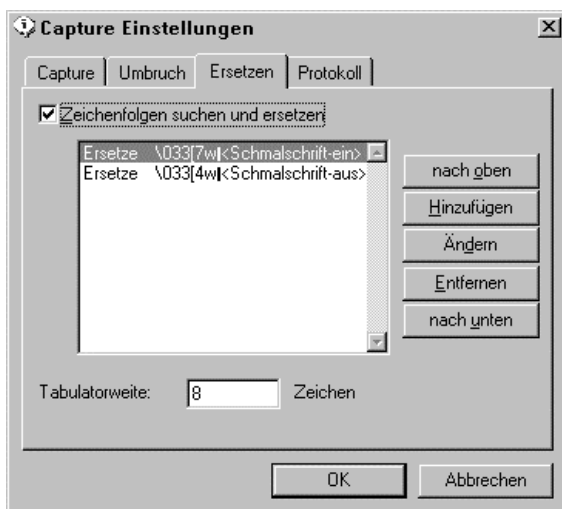 Capture Einstellungen
Capture Umbruch Ersetzen Protokoll
Zeichenfolgen suchen und ersetzen
Ersetze \033[7w|<Schmalschrift-ein>
Ersetze \033[4w|<Schmalschrift-aus>
nach oben
Hinzufügen
Ändern
Entfernen
nach unten
Tabulatorweite: 8 Zeichen
OK Abbrechen